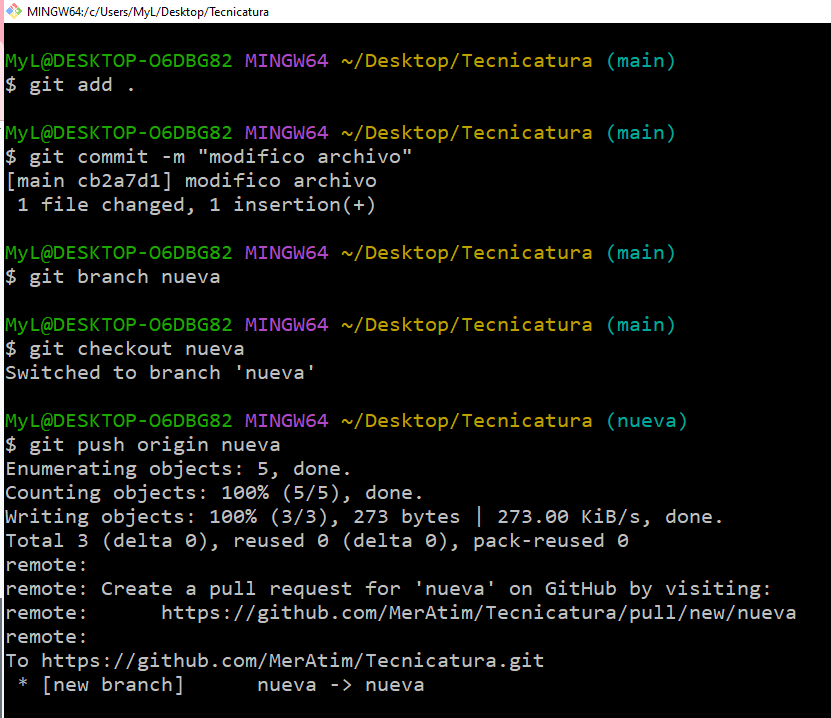 MINGW64:/c/Users/MyL/Desktop/Tecnicatura
MyL@DESKTOP-O6DBG82 MINGW64 ~/Desktop/Tecnicatura (main)
$ git add .
MyL@DESKTOP-O6DBG82 MINGW64 ~/Desktop/Tecnicatura (main)
$ git commit -m "modifico archivo"
[main cb2a7d1] modifico archivo
 1 file changed, 1 insertion(+)
MyL@DESKTOP-O6DBG82 MINGW64 ~/Desktop/Tecnicatura (main)
$ git branch nueva
MyL@DESKTOP-O6DBG82 MINGW64 ~/Desktop/Tecnicatura (main)
$ git checkout nueva
Switched to branch 'nueva'
MyL@DESKTOP-O6DBG82 MINGW64 ~/Desktop/Tecnicatura (nueva)
$ git push origin nueva
Enumerating objects: 5, done.
Counting objects: 100% (5/5), done.
Writing objects: 100% (3/3), 273 bytes | 273.00 KiB/s, done.
Total 3 (delta 0), reused 0 (delta 0), pack-reused 0
remote:
remote: Create a pull request for 'nueva' on GitHub by visiting:
remote:      https://github.com/MerAtim/Tecnicatura/pull/new/nueva
remote:
To https://github.com/MerAtim/Tecnicatura.git
 * [new branch]      nueva -> nueva